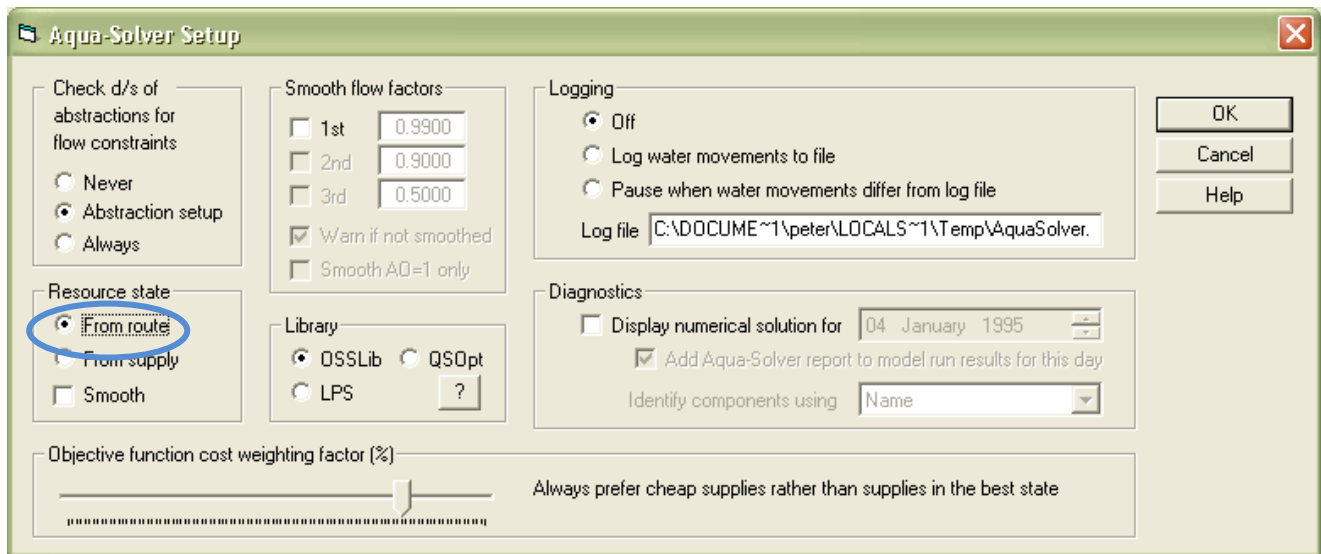 Aqua-Solver Setup
Check d/s of
abstractions for
flow constraints
Never
Abstraction setup
Always
Resource state
From route
From supply
Smooth
Smooth flow factors
1st 0.9900
2nd 0.9000
3rd 0.5000
Warn if not smoothed
Smooth AO=1 only
Library
OSSLib QSOpt
LPS ?
Logging
Off
Log water movements to file
Pause when water movements differ from log file
Log file C:\DOCUME~1\peter\LOCALS~1\Temp\AquaSolver.
Diagnostics
Display numerical solution for 04 January 1995
Add Aqua-Solver report to model run results for this day
Identify components using Name
OK
Cancel
Help
Objective function cost weighting factor (%)
Always prefer cheap supplies rather than supplies in the best state